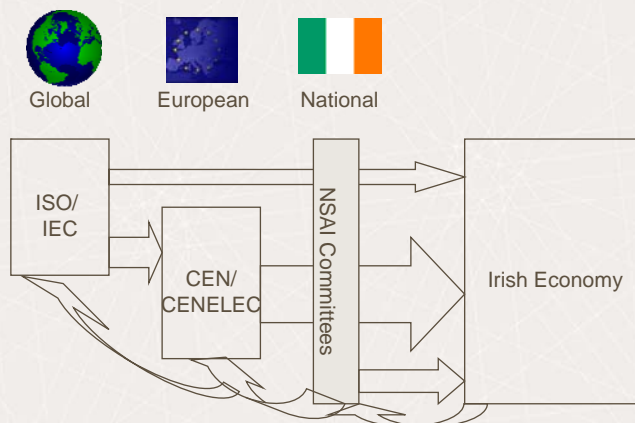 Global
European
National
ISO/
IEC
CEN/
CENELEC
NSAI Committees
Irish Economy